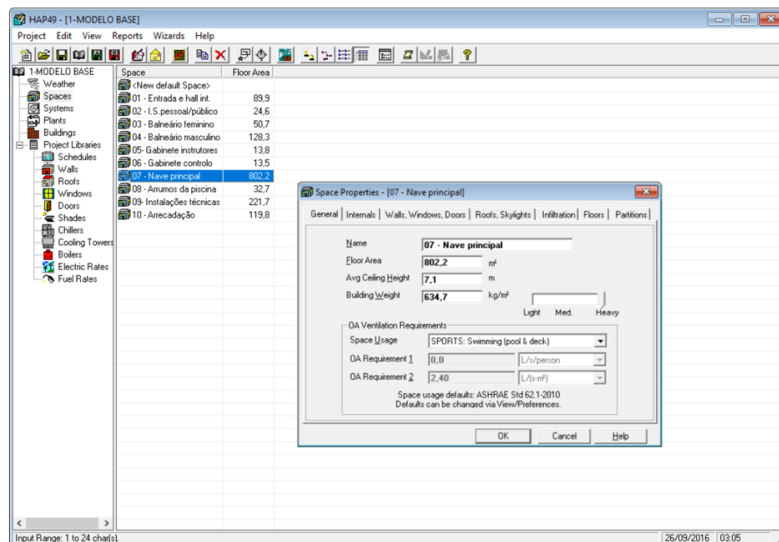 HAP49 - [1-MODELO BASE]
Project Edit View Reports Wizards Help
1-MODELO BASE
Weather
Spaces
Systems
Plants
Buildings
Project Libraries
Schedules
Walls
Roofs
Windows
Doors
Shades
Chillers
Cooling Towers
Boilers
Electric Rates
Fuel Rates
Space Floor Area
<New default Space>
01 - Entrada e hall int. 89,9
02 - I.S.pessoal/público 24,6
03 - Balneário feminino 50,7
04 - Balneário masculino 128,3
05- Gabinete instrutores 13,8
06 - Gabinete controlo 13,5
07 - Nave principal 802,2
08 - Arrumos da piscina 32,7
09- Instalações técnicas 221,7
10 - Arrecadação 119,8
Space Properties - [07 - Nave principal]
General Internals Walls, Windows, Doors Roofs, Skylights Infiltration Floors Partitions
Name 07 - Nave principal
Floor Area 802,2 m²
Avg Ceiling Height 7,1 m
Building Weight 634,7 kg/m²
Light Med. Heavy
OA Ventilation Requirements
Space Usage SPORTS: Swimming (pool & deck)
OA Requirement 1 0,0 L/s/person
OA Requirement 2 2,40 L/(s·m²)
Space usage defaults: ASHRAE Std 62.1-2010
Defaults can be changed via View/Preferences.
OK Cancel Help
Input Range: 1 to 24 char(s). 26/09/2016 03:05